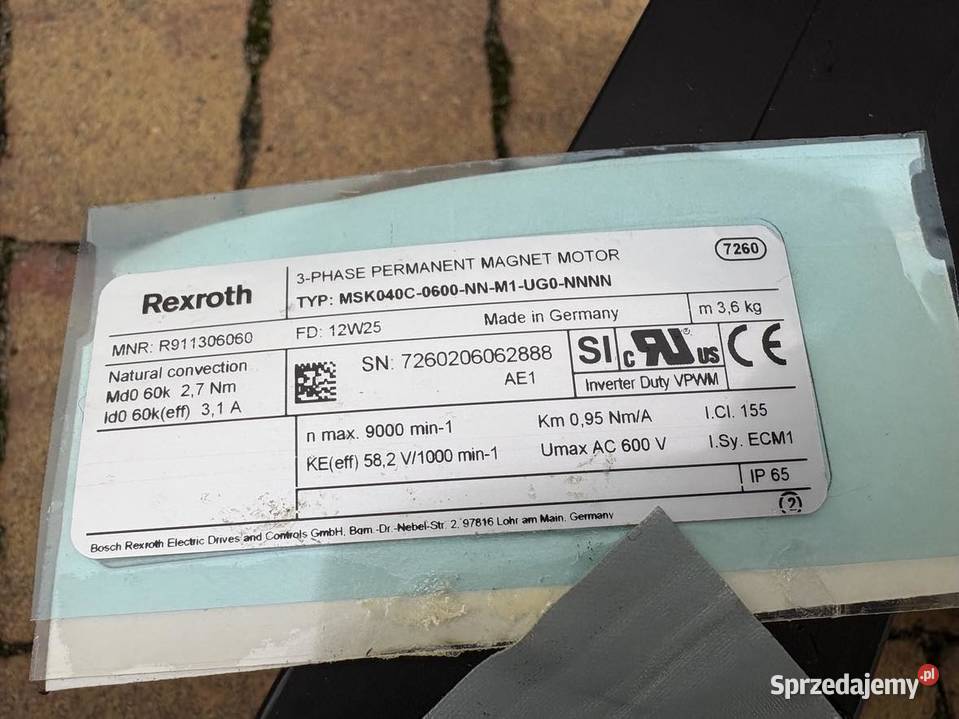 7260
3-PHASE PERMANENT MAGNET MOTOR
Rexroth
TYP: MSK040C-0600-NN-M1-UG0-NNNN
MNR: R911306060
FD: 12W25
Made in Germany
m 3,6 kg
Natural convection
Md0 60k 2,7 Nm
Id0 60k(eff) 3,1 A
SN: 7260206062888
AE1
SI
c RU ® US
CE
Inverter Duty VPWM
n max. 9000 min-1
Km 0,95 Nm/A
I.Cl. 155
KE(eff) 58,2 V/1000 min-1
Umax AC 600 V
I.Sy. ECM1
IP 65
2
Bosch Rexroth Electric Drives and Controls GmbH, Bgm.-Dr.-Nebel-Str. 2, 97816 Lohr am Main, Germany
Sprzedajemy.pl